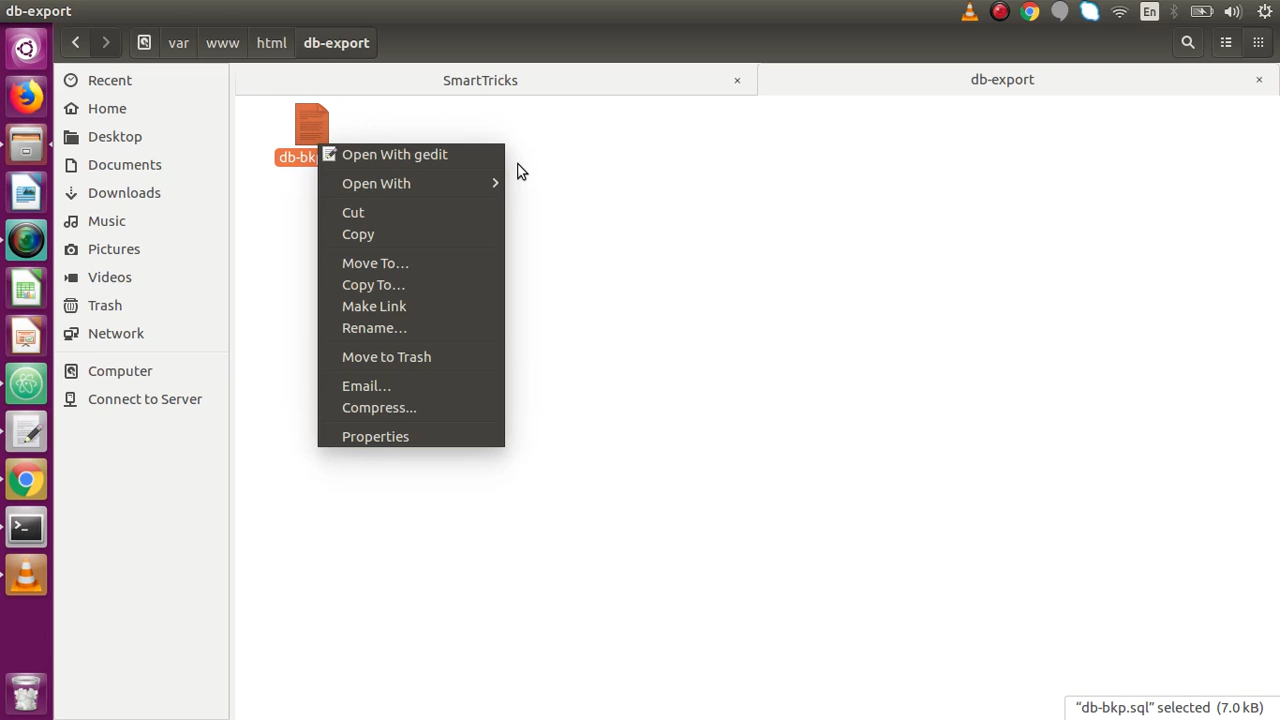 db-export
En
var
www
html
db-export
Recent
Home
Desktop
Documents
Downloads
Music
Pictures
Videos
Trash
Network
Computer
Connect to Server
SmartTricks
×
db-export
×
Open With gedit
Open With
Cut
Copy
Move To…
Copy To…
Make Link
Rename…
Move to Trash
Email…
Compress...
Properties
“db-bkp.sql” selected (7.0 kB)